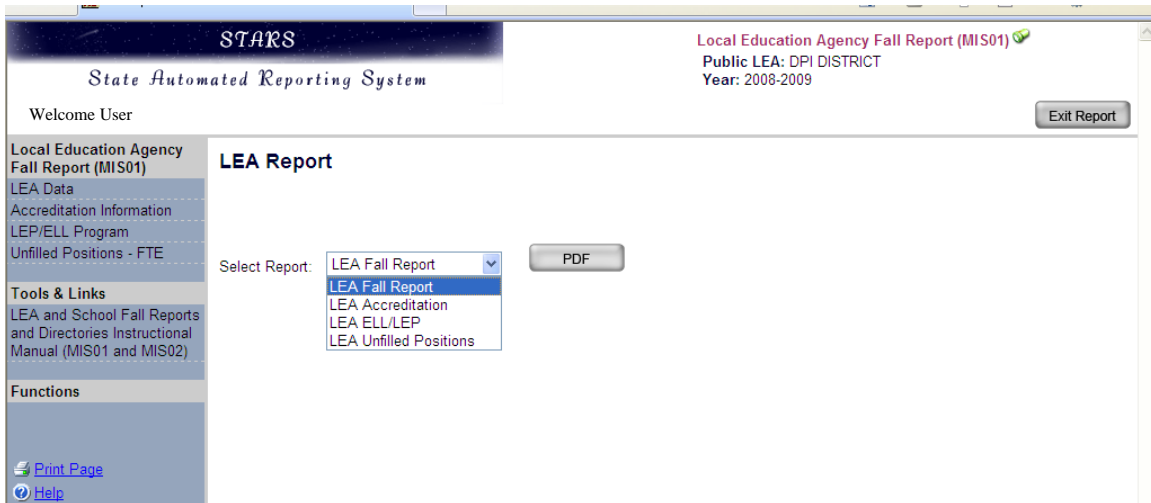 STARS
State Automated Reporting System
Local Education Agency Fall Report (MIS01)
Public LEA: DPI DISTRICT
Year: 2008-2009
Welcome User
Exit Report
Local Education Agency
Fall Report (MIS01)
LEA Data
Accreditation Information
LEP/ELL Program
Unfilled Positions - FTE
Tools & Links
LEA and School Fall Reports
and Directories Instructional
Manual (MIS01 and MIS02)
Functions
Print Page
Help
LEA Report
Select Report: LEA Fall Report PDF
LEA Fall Report
LEA Accreditation
LEA ELL/LEP
LEA Unfilled Positions